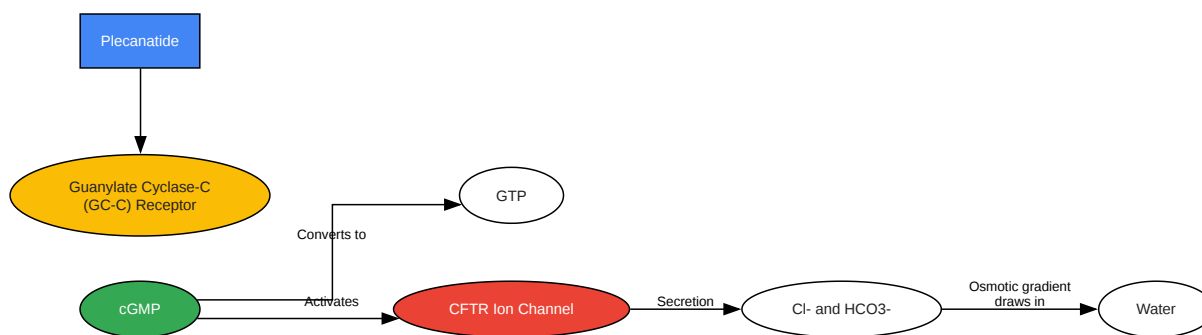 Plecanatide
Guanylate Cyclase-C
(GC-C) Receptor
GTP
Converts to
cGMP
Activates
CFTR Ion Channel
Secretion
Cl- and HCO3-
Osmotic gradient
draws in
Water